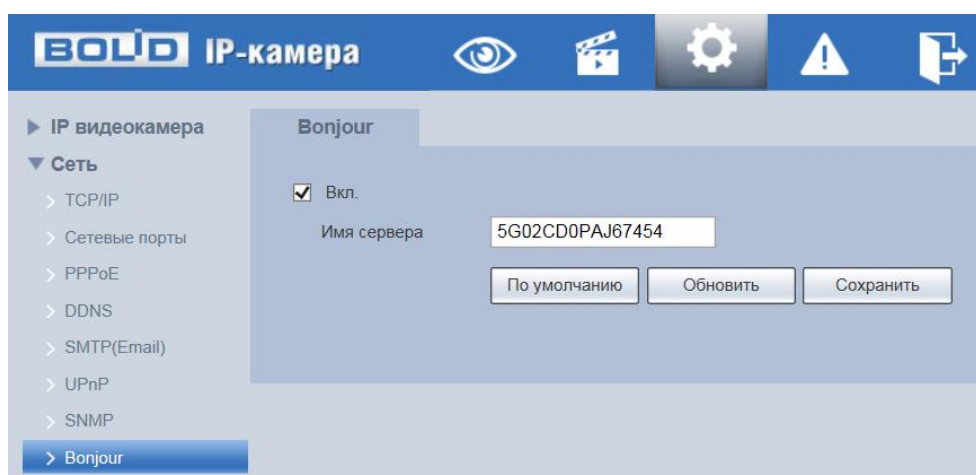 BOLID IP-камера
IP видеокамера
Сеть
TCP/IP
Сетевые порты
PPPoE
DDNS
SMTP(Email)
UPnP
SNMP
Bonjour
Bonjour
Вкл.
Имя сервера 5G02CD0PAJ67454
По умолчанию Обновить Сохранить